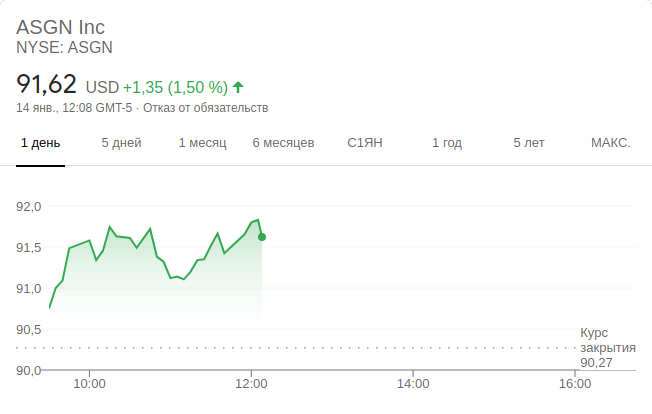 ASGN Inc
NYSE: ASGN
91,62 USD +1,35 (1,50 %)
14 янв., 12:08 GMT-5 · Отказ от обязательств
1 день 5 дней 1 месяц 6 месяцев С1ЯН 1 год 5 лет МАКС.
92,0
91,5
91,0
90,5
Курс
закрытия
90,27
90,0
10:00 12:00 14:00 16:00